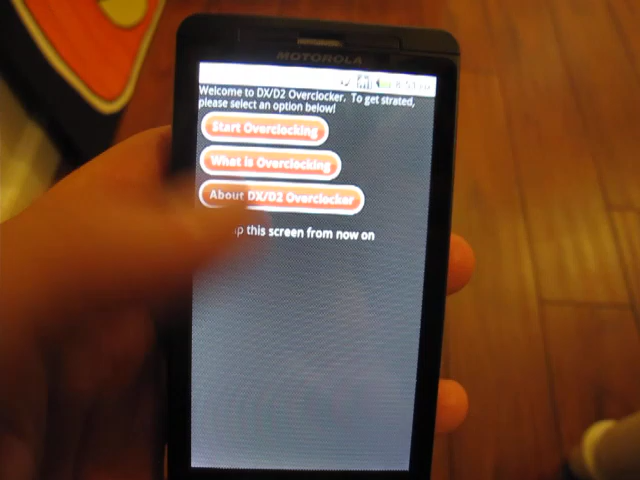 MOTOROLA
Welcome to DX/D2 Overclocker. To get strated,
please select an option below!
Start Overclocking
What is Overclocking
About DX/D2 Overclocker
this screen from now on